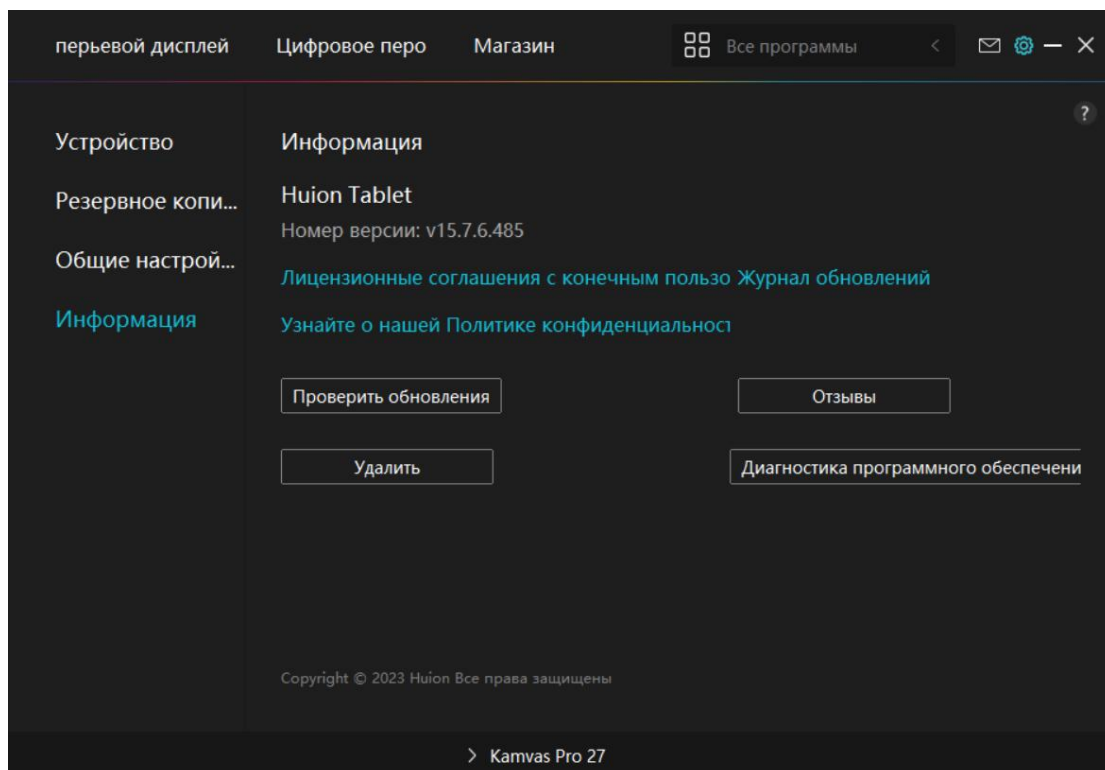 перьевой дисплей Цифровое перо Магазин Все программы
?
Устройство
Резервное копи...
Общие настрой...
Информация
Информация
Huion Tablet
Номер версии: v15.7.6.485
Лицензионные соглашения с конечным пользо Журнал обновлений
Узнайте о нашей Политике конфиденциальност
Проверить обновления Отзывы
Удалить Диагностика программного обеспечени
Copyright © 2023 Huion Все права защищены
Kamvas Pro 27